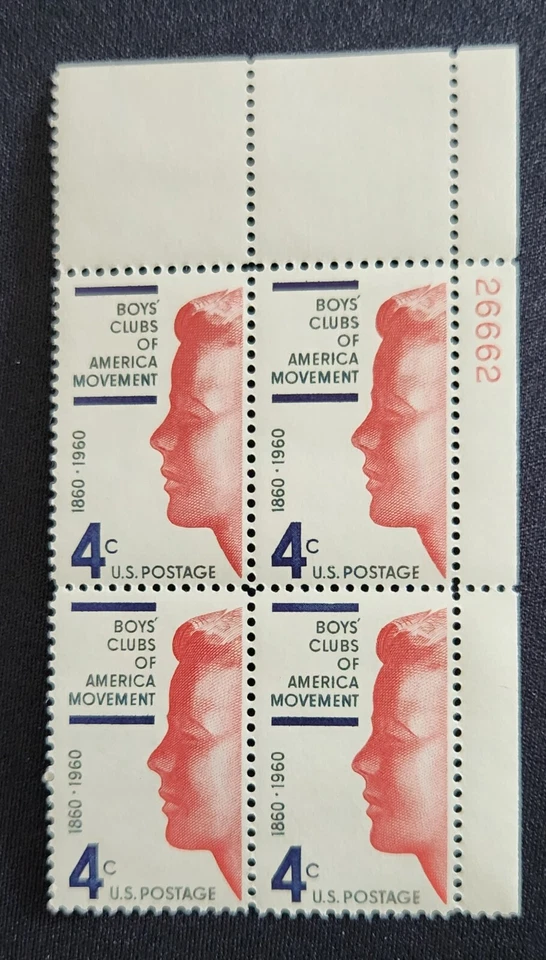 BOYS'
CLUBS
OF
AMERICA
MOVEMENT
1860 · 1960
4c
U.S. POSTAGE
BOYS'
CLUBS
OF
AMERICA
MOVEMENT
1860 · 1960
4c
U.S. POSTAGE
26662
BOYS'
CLUBS
OF
AMERICA
MOVEMENT
1860 · 1960
4c
U.S. POSTAGE
BOYS'
CLUBS
OF
AMERICA
MOVEMENT
1860 · 1960
4c
U.S. POSTAGE